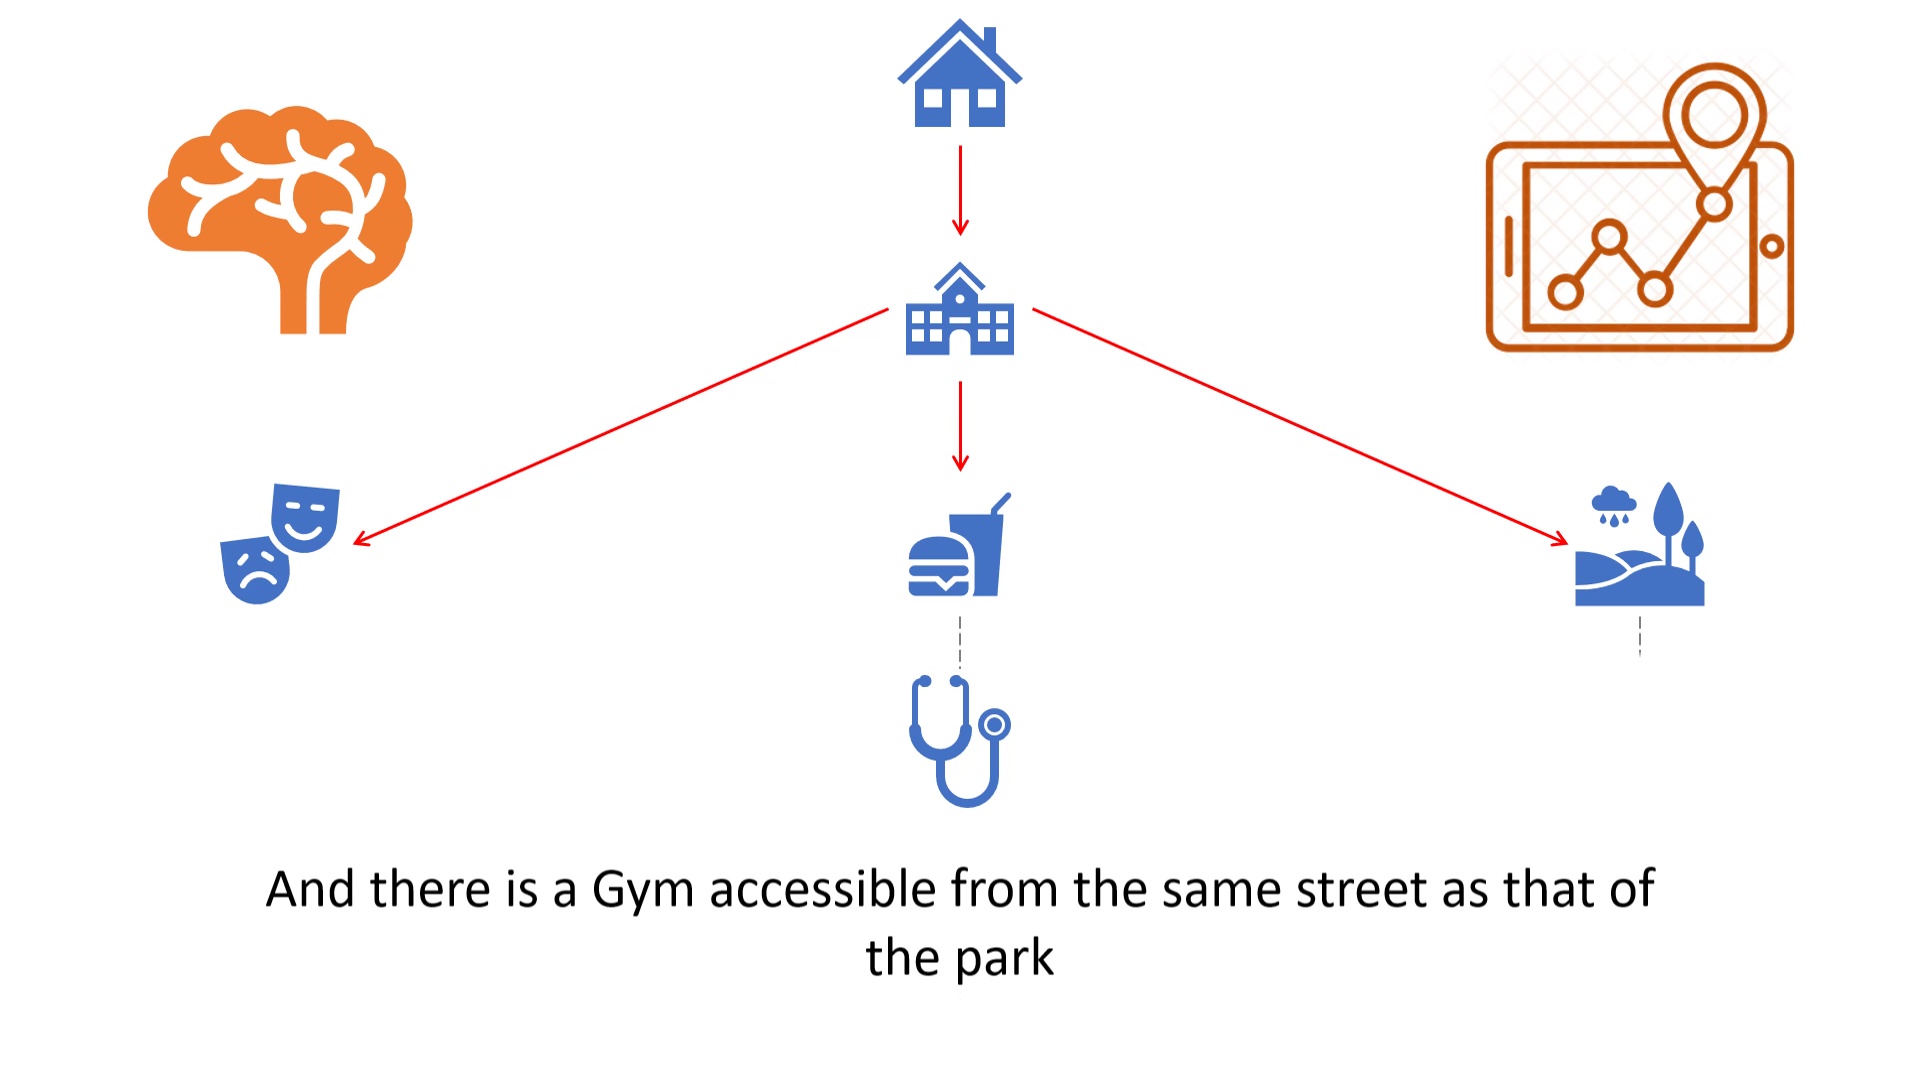 And there is a Gym accessible from the same street as that of
the park